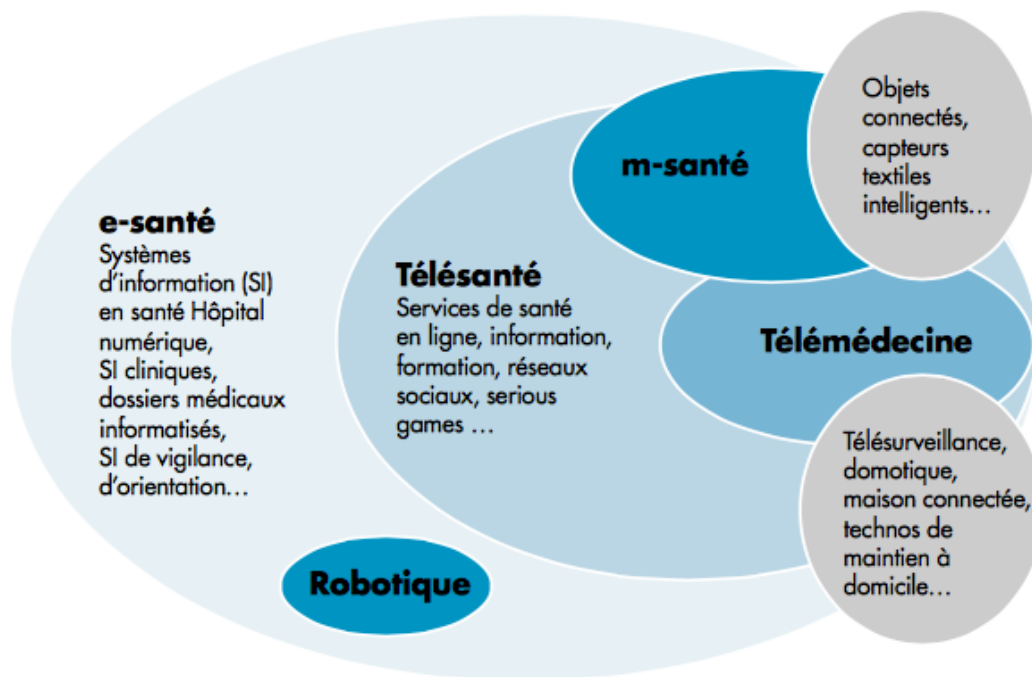 e-santé
Systèmes
d'information (SI)
en santé Hôpital
numérique,
SI cliniques,
dossiers médicaux
informatisés,
SI de vigilance,
d'orientation...
Télésanté
Services de santé
en ligne, information,
formation, réseaux
sociaux, serious
games ...
m-santé
Objets
connectés,
capteurs
textiles
intelligents...
Télémédecine
Télésurveillance,
domotique,
maison connectée,
technos de
maintien à
domicile...
Robotique